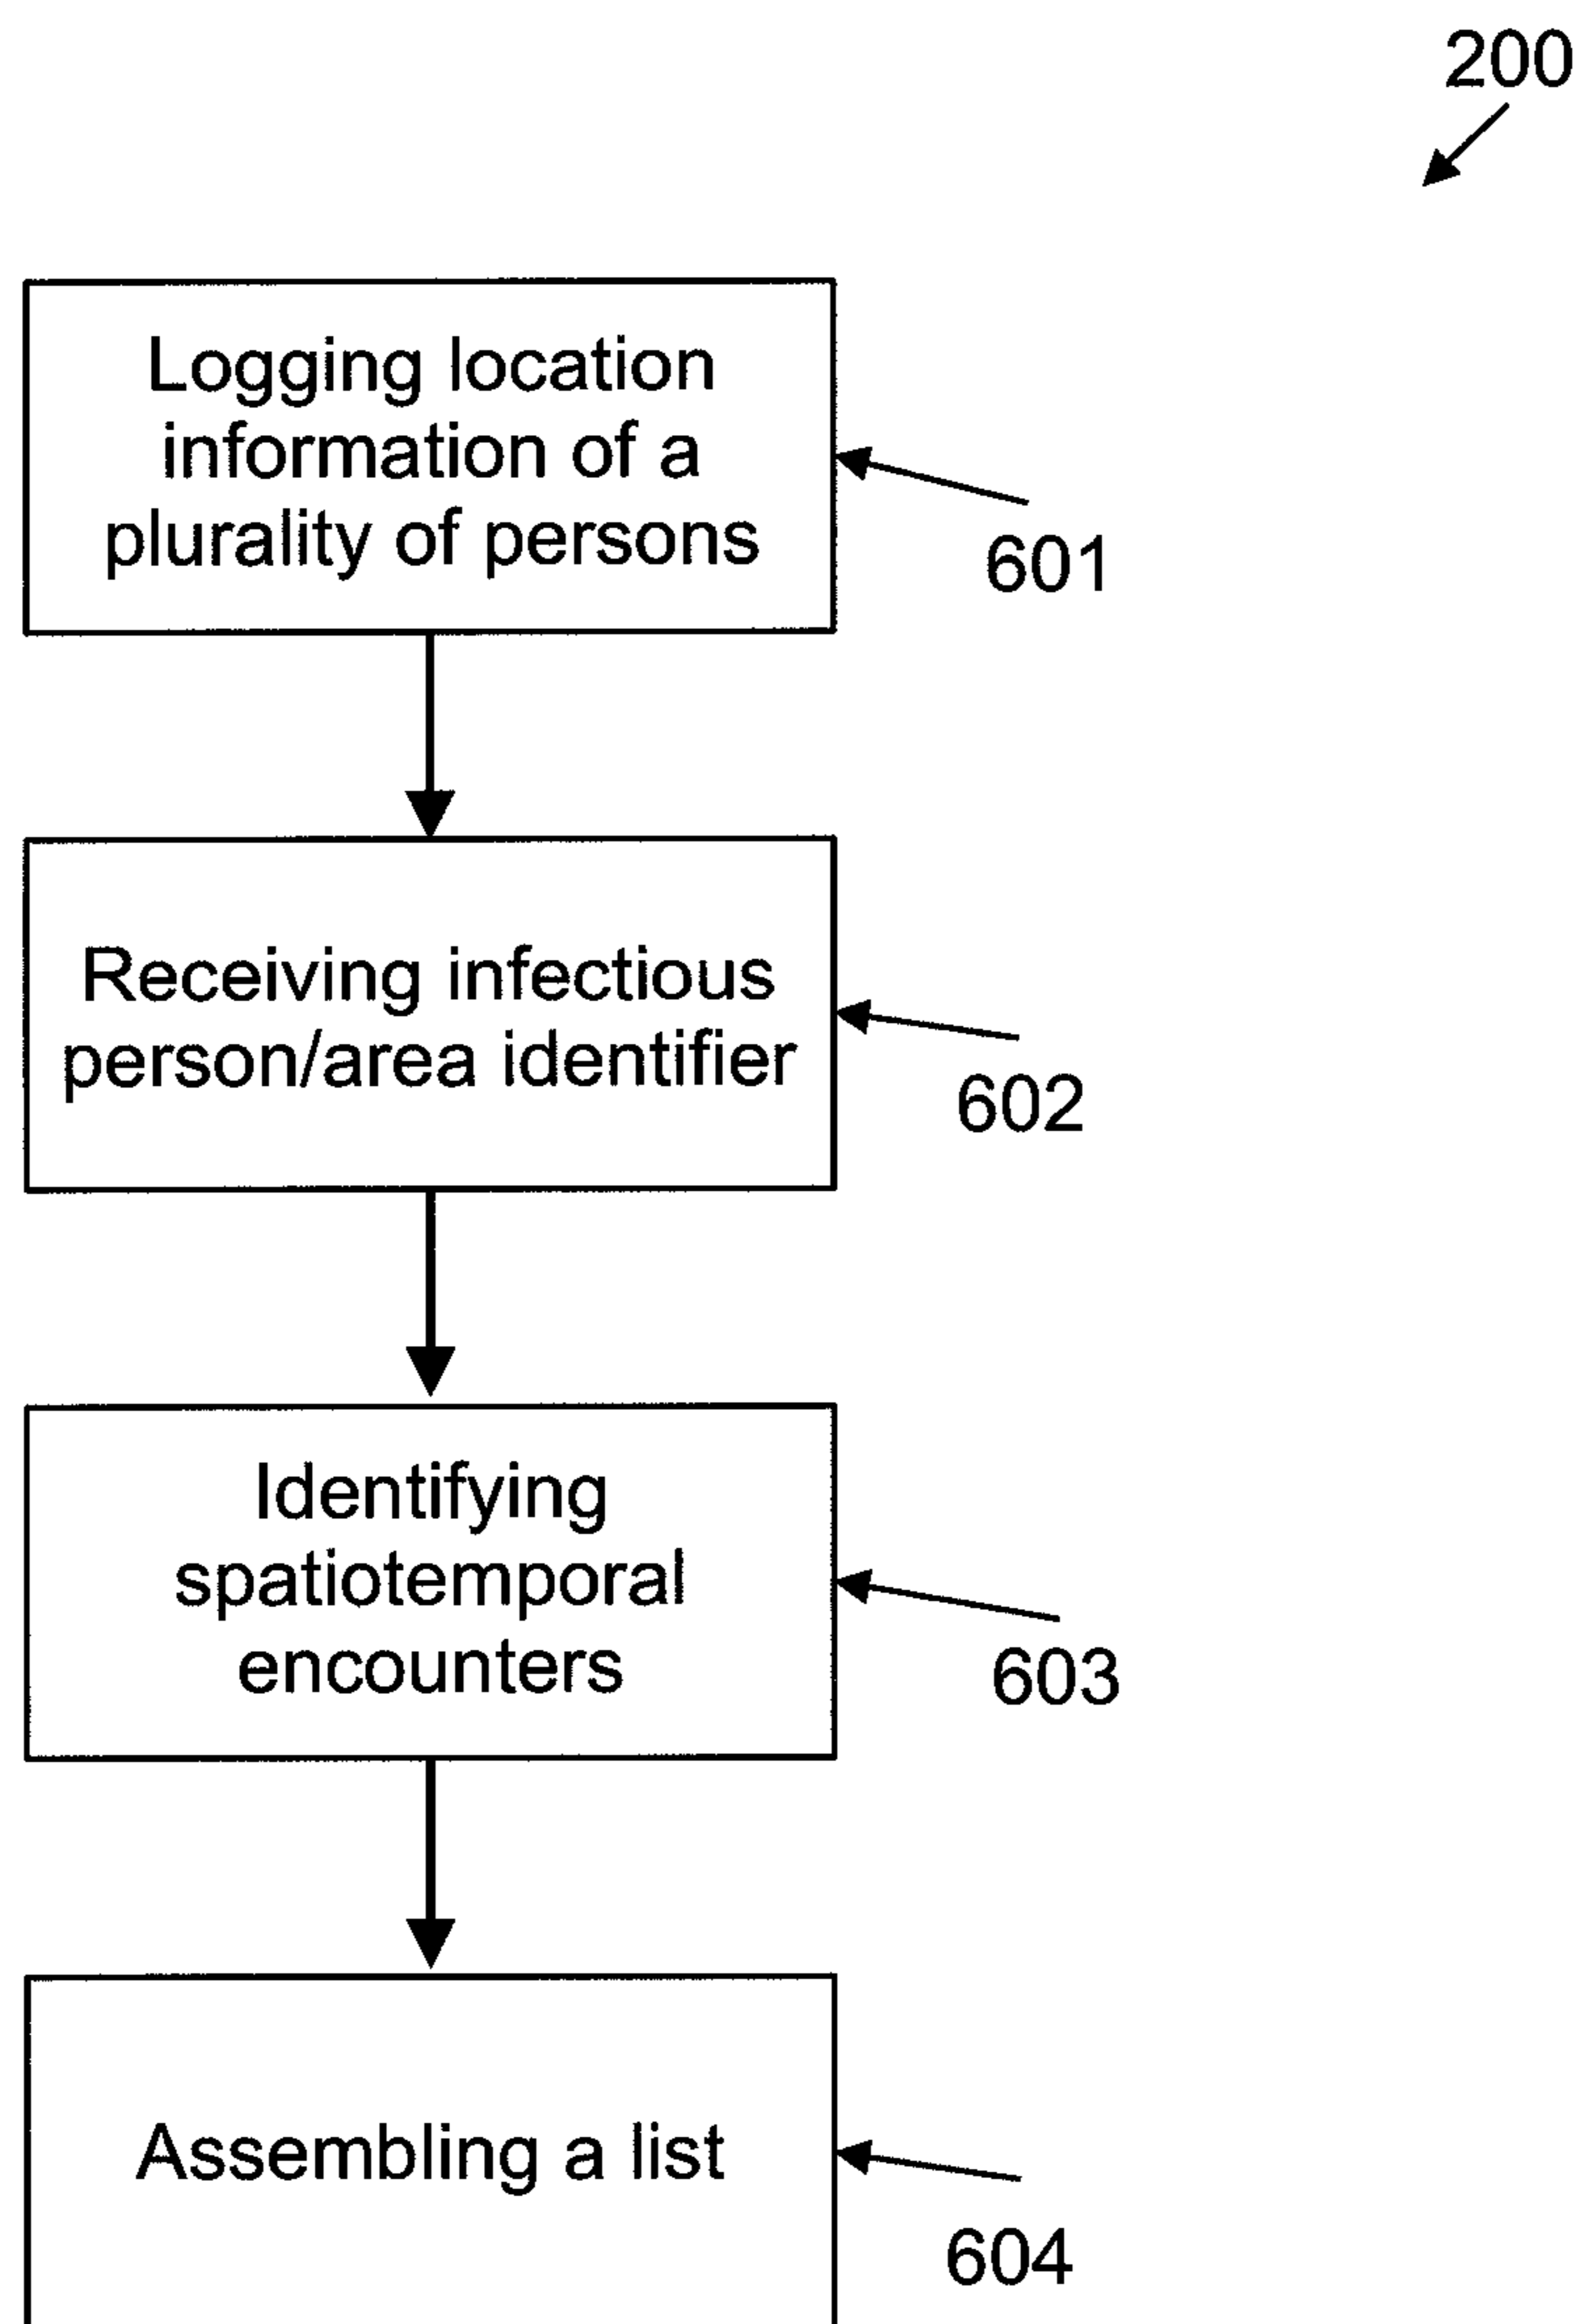 200
Logging location
information of a
plurality of persons
601
Receiving infectious
person/area identifier
602
Identifying
spatiotemporal
encounters
603
Assembling a list
604